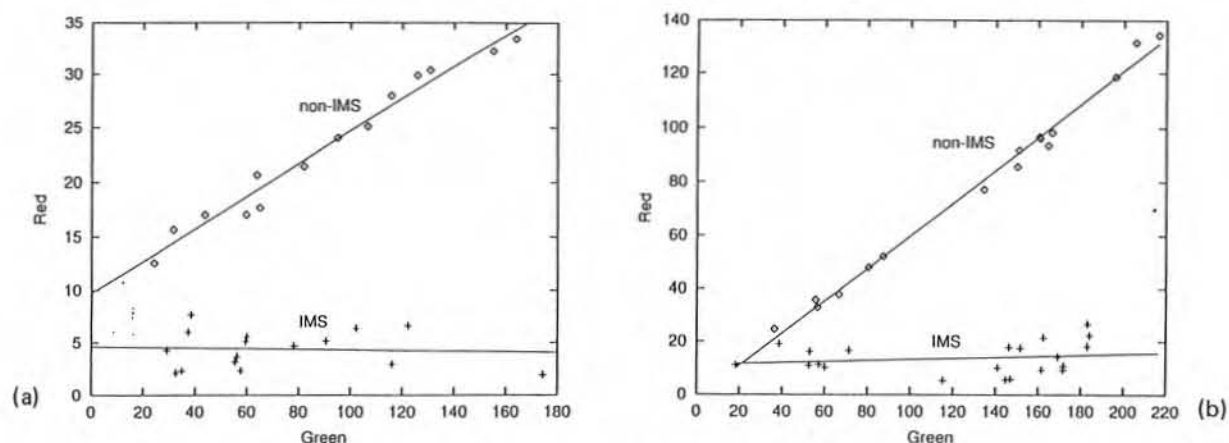 35
30
25
20
15
10
5
0
Red
non-IMS
IMS
0 20 40 60 80 100 120 140 160 180
Green
(a)
140
120
100
80
60
40
20
0
Red
non-IMS
IMS
0 20 40 60 80 100 120 140 160 180 200 220
Green
(b)